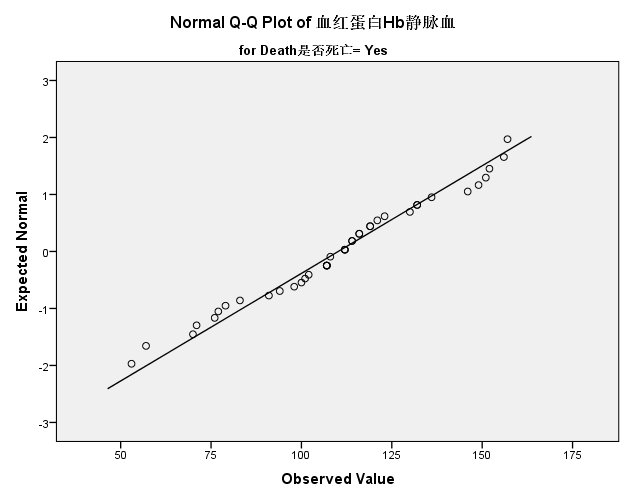 Normal Q-Q Plot of 血红蛋白Hb静脉血
for Death是否死亡= Yes
Expected Normal
3
2
1
0
-1
-2
-3
50 75 100 125 150 175
Observed Value